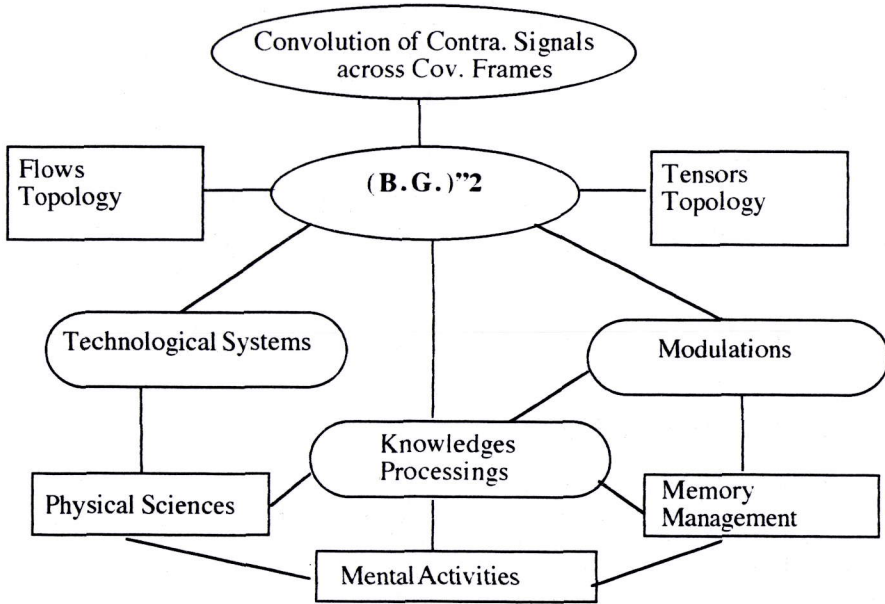 Convolution of Contra. Signals
across Cov. Frames
Flows
Topology
(B.G.)”2
Tensors
Topology
Technological Systems
Modulations
Knowledges
Processings
Physical Sciences
Memory
Management
Mental Activities